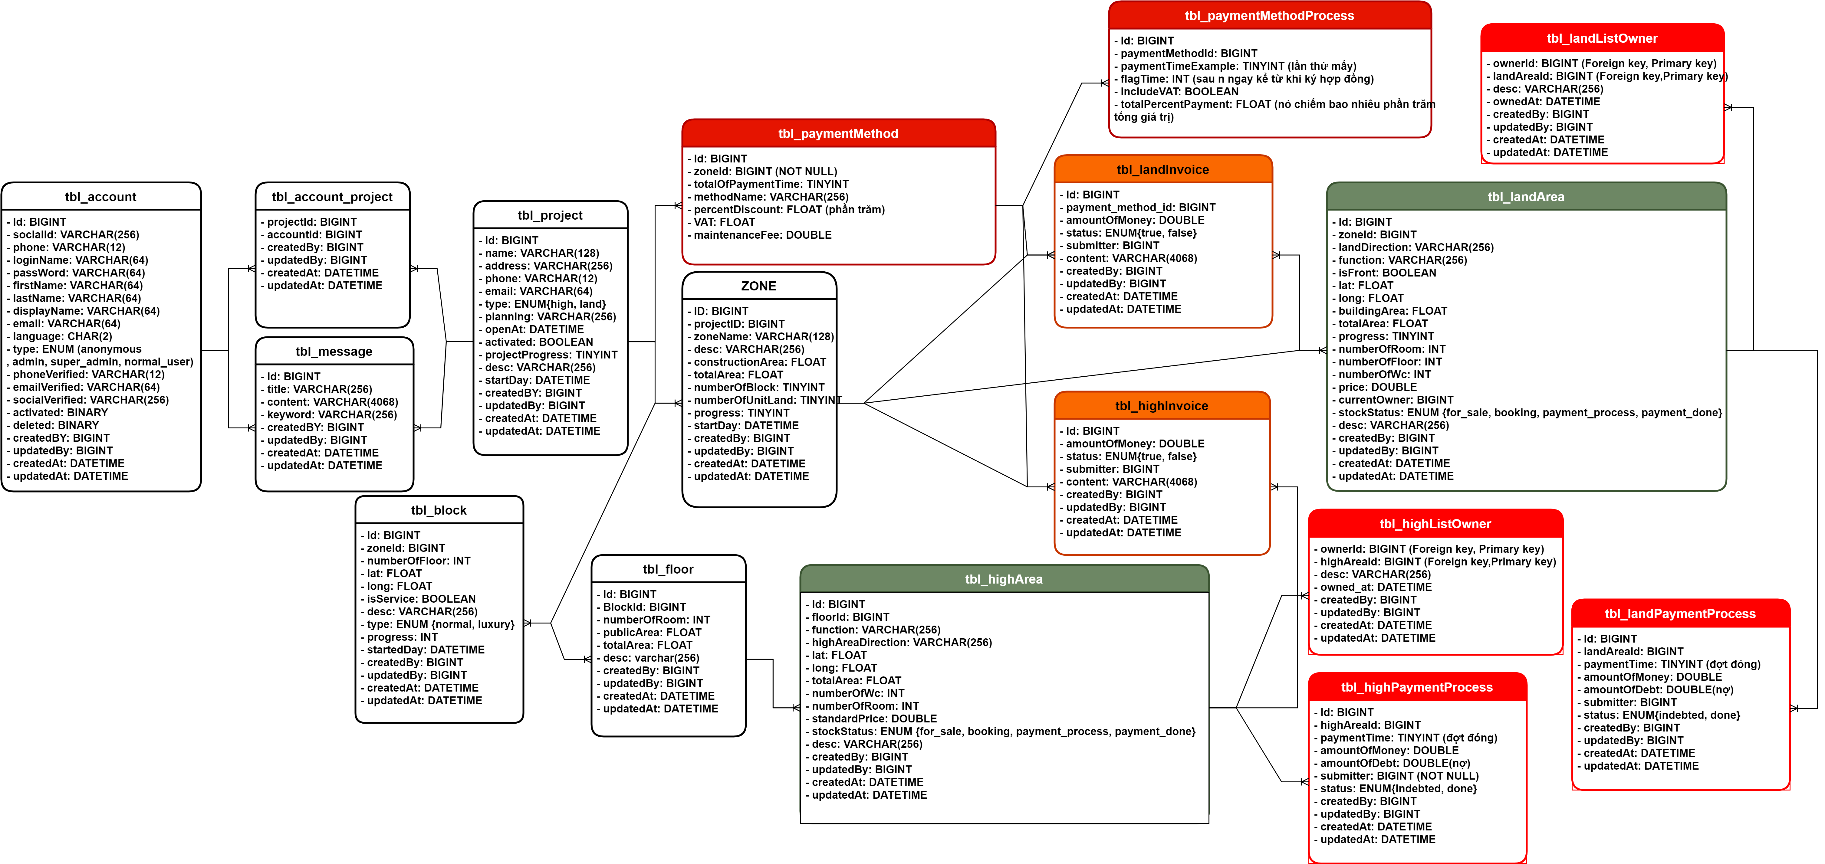 tbl_account
- Id: BIGINT
- socialId: VARCHAR(256)
- phone: VARCHAR(12)
- loginName: VARCHAR(64)
- passWord: VARCHAR(64)
- firstName: VARCHAR(64)
- lastName: VARCHAR(64)
- displayName: VARCHAR(64)
- email: VARCHAR(64)
- language: CHAR(2)
- type: ENUM (anonymous
, admin, super_admin, normal_user)
- phoneVerified: VARCHAR(12)
- emailVerified: VARCHAR(64)
- socialVerified: VARCHAR(256)
- activated: BINARY
- deleted: BINARY
- createdBY: BIGINT
- updatedBy: BIGINT
- createdAt: DATETIME
- updatedAt: DATETIME
tbl_account_project
- projectId: BIGINT
- accountId: BIGINT
- createdBy: BIGINT
- updatedBy: BIGINT
- createdAt: DATETIME
- updatedAt: DATETIME
tbl_message
- Id: BIGINT
- title: VARCHAR(256)
- content: VARCHAR(4068)
- keyword: VARCHAR(256)
- createdBY: BIGINT
- updatedBy: BIGINT
- createdAt: DATETIME
- updatedAt: DATETIME
tbl_project
- Id: BIGINT
- name: VARCHAR(128)
- address: VARCHAR(256)
- phone: VARCHAR(12)
- email: VARCHAR(64)
- type: ENUM{high, land}
- planning: VARCHAR(256)
- openAt: DATETIME
- activated: BOOLEAN
- projectProgress: TINYINT
- desc: VARCHAR(256)
- startDay: DATETIME
- createdBY: BIGINT
- updatedBy: BIGINT
- createdAt: DATETIME
- updatedAt: DATETIME
tbl_paymentMethod
- Id: BIGINT
- zoneId: BIGINT (NOT NULL)
- totalOfPaymentTime: TINYINT
- methodName: VARCHAR(256)
- percentDiscount: FLOAT (phần trăm)
- VAT: FLOAT
- maintenanceFee: DOUBLE
ZONE
- ID: BIGINT
- projectID: BIGINT
- zoneName: VARCHAR(128)
- desc: VARCHAR(256)
- constructionArea: FLOAT
- totalArea: FLOAT
- numberOfBlock: TINYINT
- numberOfUnitLand: TINYINT
- progress: TINYINT
- startDay: DATETIME
- createdBy: BIGINT
- updatedBy: BIGINT
- createdAt: DATETIME
- updatedAt: DATETIME
tbl_paymentMethodProcess
- Id: BIGINT
- paymentMethodId: BIGINT
- paymentTimeExample: TINYINT (lần thứ mấy)
- flagTime: INT (sau n ngay kể từ khi ký hợp đồng)
- IncludeVAT: BOOLEAN
- totalPercentPayment: FLOAT (nó chiếm bao nhiêu phần trăm
tổng giá trị)
tbl_landInvoice
- Id: BIGINT
- payment_method_id: BIGINT
- amountOfMoney: DOUBLE
- status: ENUM{true, false}
- submitter: BIGINT
- content: VARCHAR(4068)
- createdBy: BIGINT
- updatedBy: BIGINT
- createdAt: DATETIME
- updatedAt: DATETIME
tbl_highInvoice
- Id: BIGINT
- amountOfMoney: DOUBLE
- status: ENUM{true, false}
- submitter: BIGINT
- content: VARCHAR(4068)
- createdBy: BIGINT
- updatedBy: BIGINT
- createdAt: DATETIME
- updatedAt: DATETIME
tbl_landListOwner
- ownerId: BIGINT (Foreign key, Primary key)
- landAreaId: BIGINT (Foreign key,Primary key)
- desc: VARCHAR(256)
- ownedAt: DATETIME
- createdBy: BIGINT
- updatedBy: BIGINT
- createdAt: DATETIME
- updatedAt: DATETIME
tbl_landArea
- Id: BIGINT
- zoneId: BIGINT
- landDirection: VARCHAR(256)
- function: VARCHAR(256)
- isFront: BOOLEAN
- lat: FLOAT
- long: FLOAT
- buildingArea: FLOAT
- totalArea: FLOAT
- progress: TINYINT
- numberOfRoom: INT
- numberOfFloor: INT
- numberOfWc: INT
- price: DOUBLE
- currentOwner: BIGINT
- stockStatus: ENUM {for_sale, booking, payment_process, payment_done}
- desc: VARCHAR(256)
- createdBy: BIGINT
- updatedBy: BIGINT
- createdAt: DATETIME
- updatedAt: DATETIME
tbl_block
- Id: BIGINT
- zoneId: BIGINT
- numberOfFloor: INT
- lat: FLOAT
- long: FLOAT
- isService: BOOLEAN
- desc: VARCHAR(256)
- type: ENUM {normal, luxury}
- progress: INT
- startedDay: DATETIME
- createdBy: BIGINT
- updatedBy: BIGINT
- createdAt: DATETIME
- updatedAt: DATETIME
tbl_floor
- Id: BIGINT
- BlockId: BIGINT
- numberOfRoom: INT
- publicArea: FLOAT
- totalArea: FLOAT
- desc: varchar(256)
- createdBy: BIGINT
- updatedBy: BIGINT
- createdAt: DATETIME
- updatedAt: DATETIME
tbl_highArea
- Id: BIGINT
- floorId: BIGINT
- function: VARCHAR(256)
- highAreaDirection: VARCHAR(256)
- lat: FLOAT
- long: FLOAT
- totalArea: FLOAT
- numberOfWc: INT
- numberOfRoom: INT
- standardPrice: DOUBLE
- stockStatus: ENUM {for_sale, booking, payment_process, payment_done}
- desc: VARCHAR(256)
- createdBy: BIGINT
- updatedBy: BIGINT
- createdAt: DATETIME
- updatedAt: DATETIME
tbl_highListOwner
- ownerId: BIGINT (Foreign key, Primary key)
- highAreaId: BIGINT (Foreign key,Primary key)
- desc: VARCHAR(256)
- owned_at: DATETIME
- createdBy: BIGINT
- updatedBy: BIGINT
- createdAt: DATETIME
- updatedAt: DATETIME
tbl_highPaymentProcess
- Id: BIGINT
- highAreaId: BIGINT
- paymentTime: TINYINT (đợt đóng)
- amountOfMoney: DOUBLE
- amountOfDebt: DOUBLE(nợ)
- submitter: BIGINT (NOT NULL)
- status: ENUM{indebted, done}
- createdBy: BIGINT
- updatedBy: BIGINT
- createdAt: DATETIME
- updatedAt: DATETIME
tbl_landPaymentProcess
- Id: BIGINT
- landAreaId: BIGINT
- paymentTime: TINYINT (đợt đóng)
- amountOfMoney: DOUBLE
- amountOfDebt: DOUBLE(nợ)
- submitter: BIGINT
- status: ENUM{indebted, done}
- createdBy: BIGINT
- updatedBy: BIGINT
- createdAt: DATETIME
- updatedAt: DATETIME